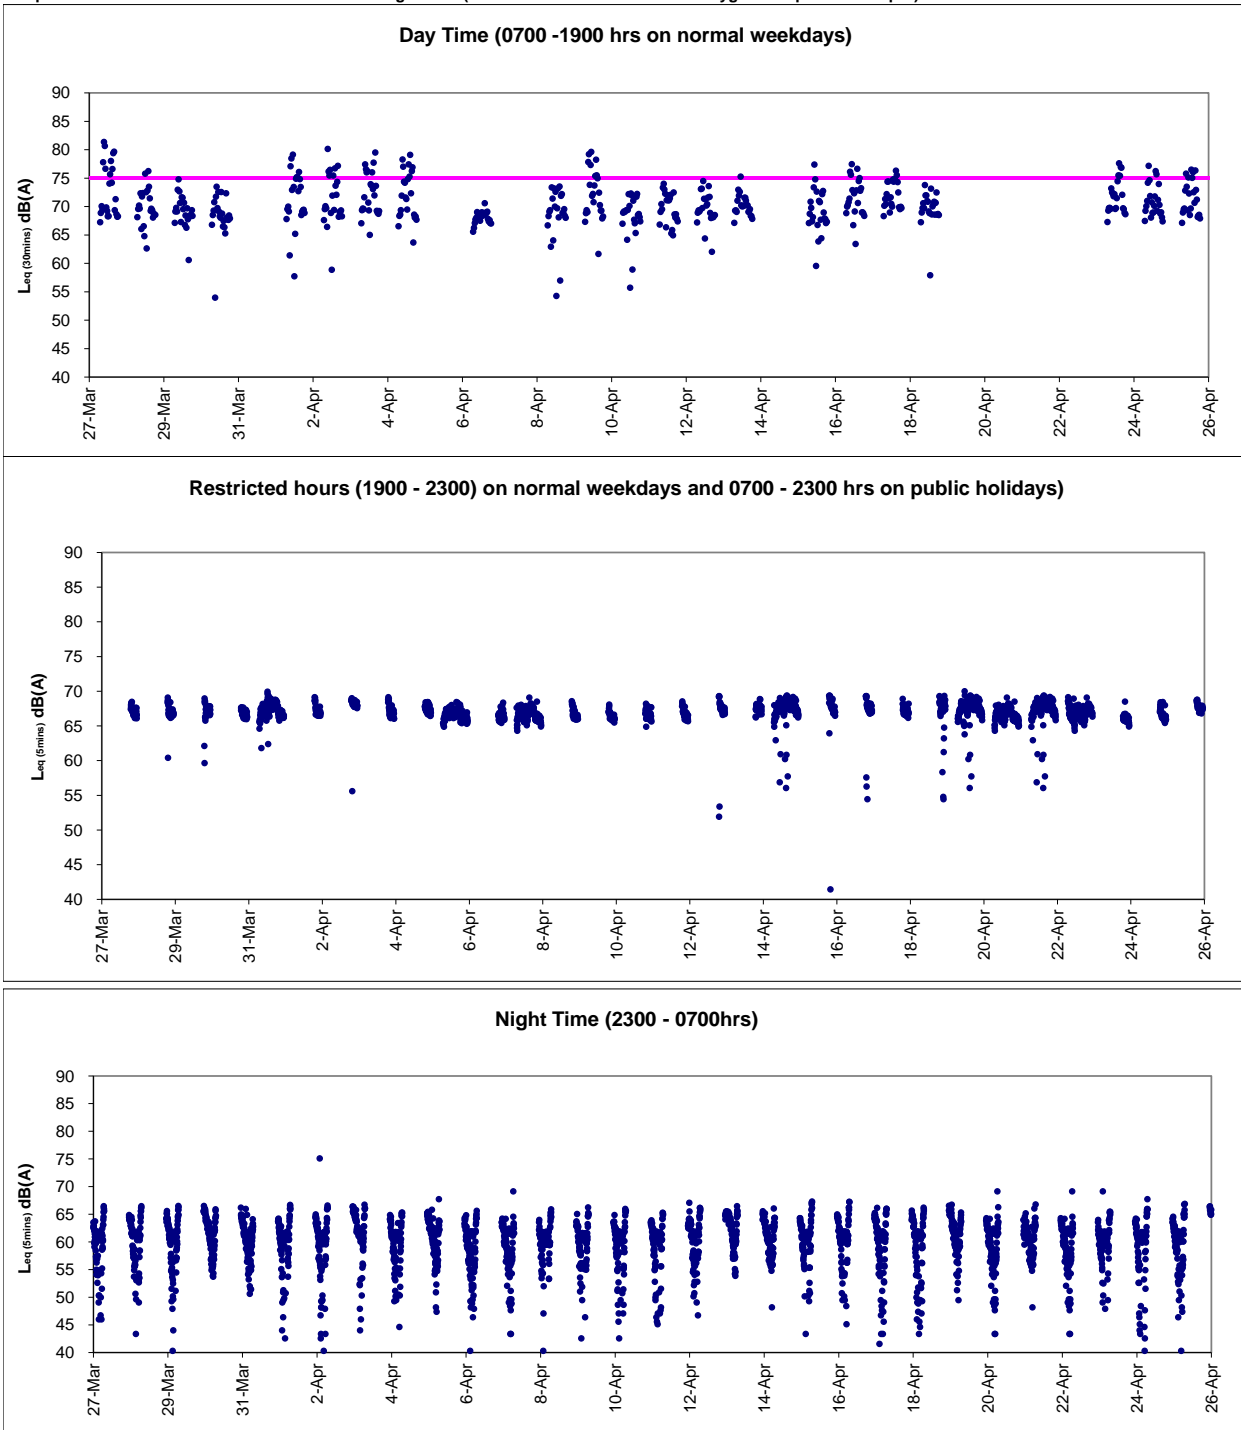 Day Time (0700 -1900 hrs on normal weekdays)
90
85
80
75
70
65
60
55
50
45
40
Leq (30mins) dB(A)
27-Mar
29-Mar
31-Mar
2-Apr
4-Apr
6-Apr
8-Apr
10-Apr
12-Apr
14-Apr
16-Apr
18-Apr
20-Apr
22-Apr
24-Apr
26-Apr
Restricted hours (1900 - 2300) on normal weekdays and 0700 - 2300 hrs on public holidays)
90
85
80
75
70
65
60
55
50
45
40
Leq (5mins) dB(A)
27-Mar
29-Mar
31-Mar
2-Apr
4-Apr
6-Apr
8-Apr
10-Apr
12-Apr
14-Apr
16-Apr
18-Apr
20-Apr
22-Apr
24-Apr
26-Apr
Night Time (2300 - 0700hrs)
90
85
80
75
70
65
60
55
50
45
40
Leq (5mins) dB(A)
27-Mar
29-Mar
31-Mar
2-Apr
4-Apr
6-Apr
8-Apr
10-Apr
12-Apr
14-Apr
16-Apr
18-Apr
20-Apr
22-Apr
24-Apr
26-Apr